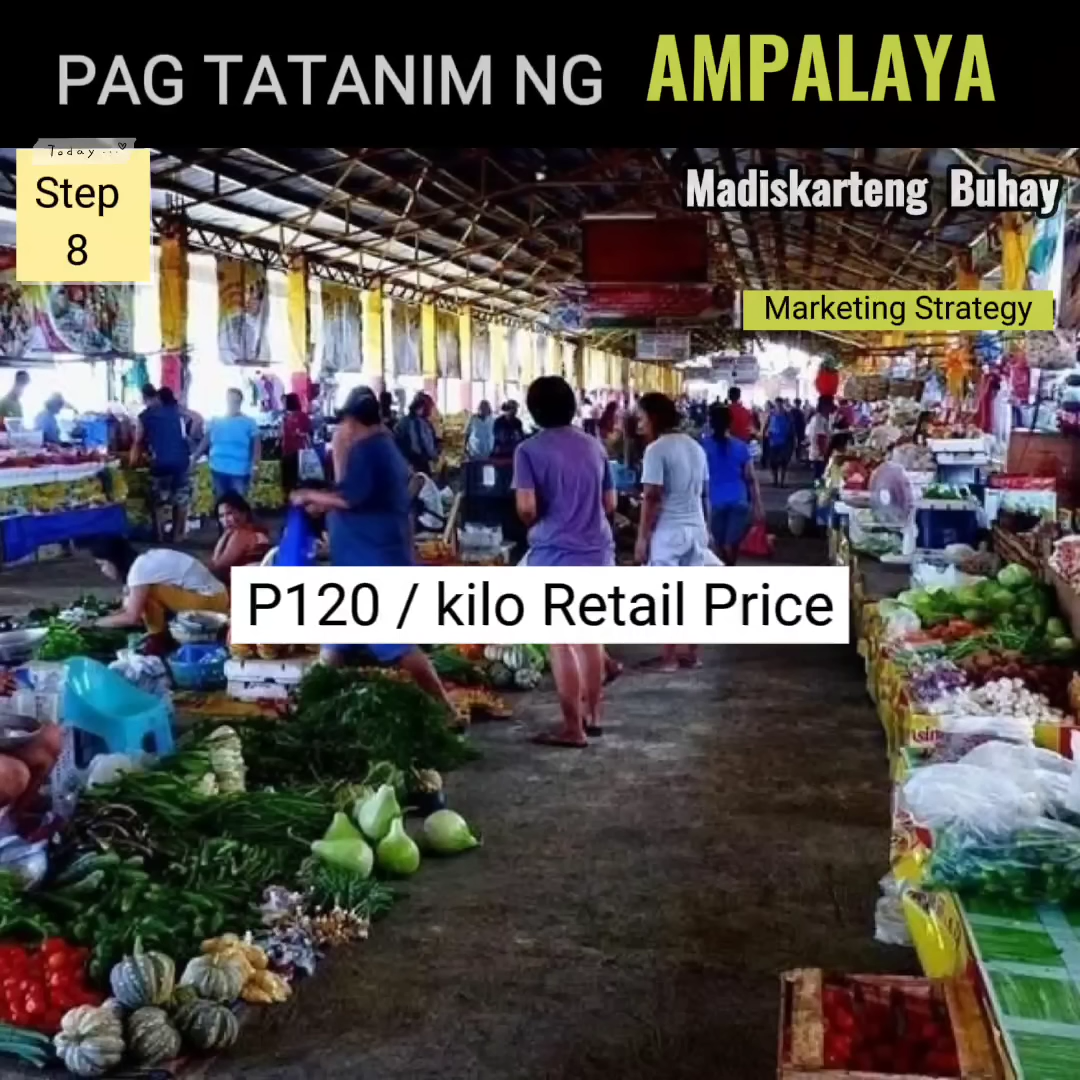 PAG TATANIM NG AMPALAYA
Today...
Step
8
Madiskarteng Buhay
Marketing Strategy
P120 / kilo Retail Price